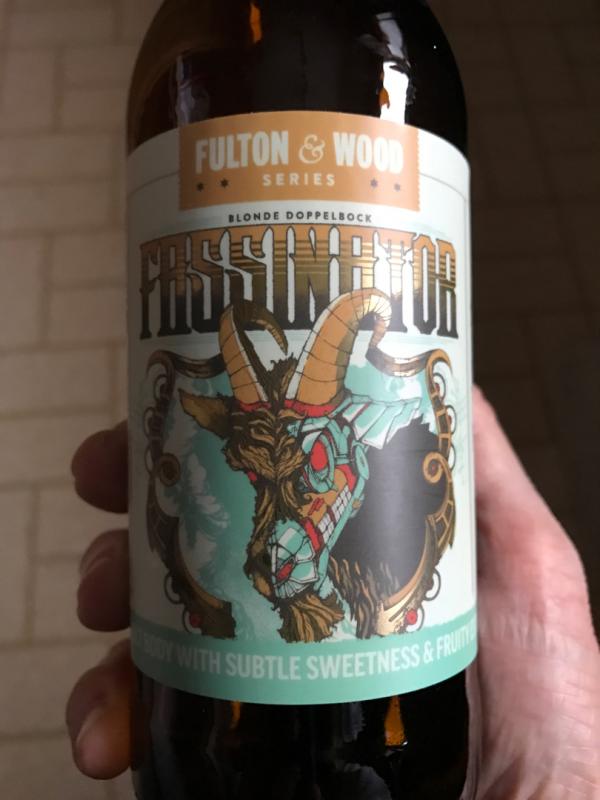 FULTON & WOOD
SERIES
BLONDE DOPPELBOCK
FASSINATOR
BODY WITH SUBTLE SWEETNESS & FRUITY